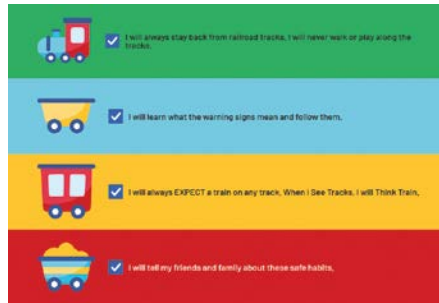 I will always stay back from railroad tracks, I will never walk or play along the
tracks.
I will learn what the warning signs mean and follow them.
I will always EXPECT a train on any track. When I See Tracks, I will Think Train.
I will tell my friends and family about these safe habits.